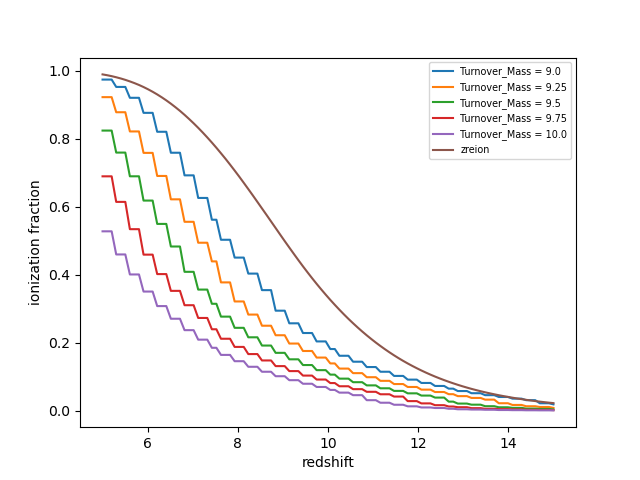 1.0
0.8
0.6
0.4
0.2
0.0
ionization fraction
Turnover_Mass = 9.0
Turnover_Mass = 9.25
Turnover_Mass = 9.5
Turnover_Mass = 9.75
Turnover_Mass = 10.0
zreion
6 8 10 12 14
redshift